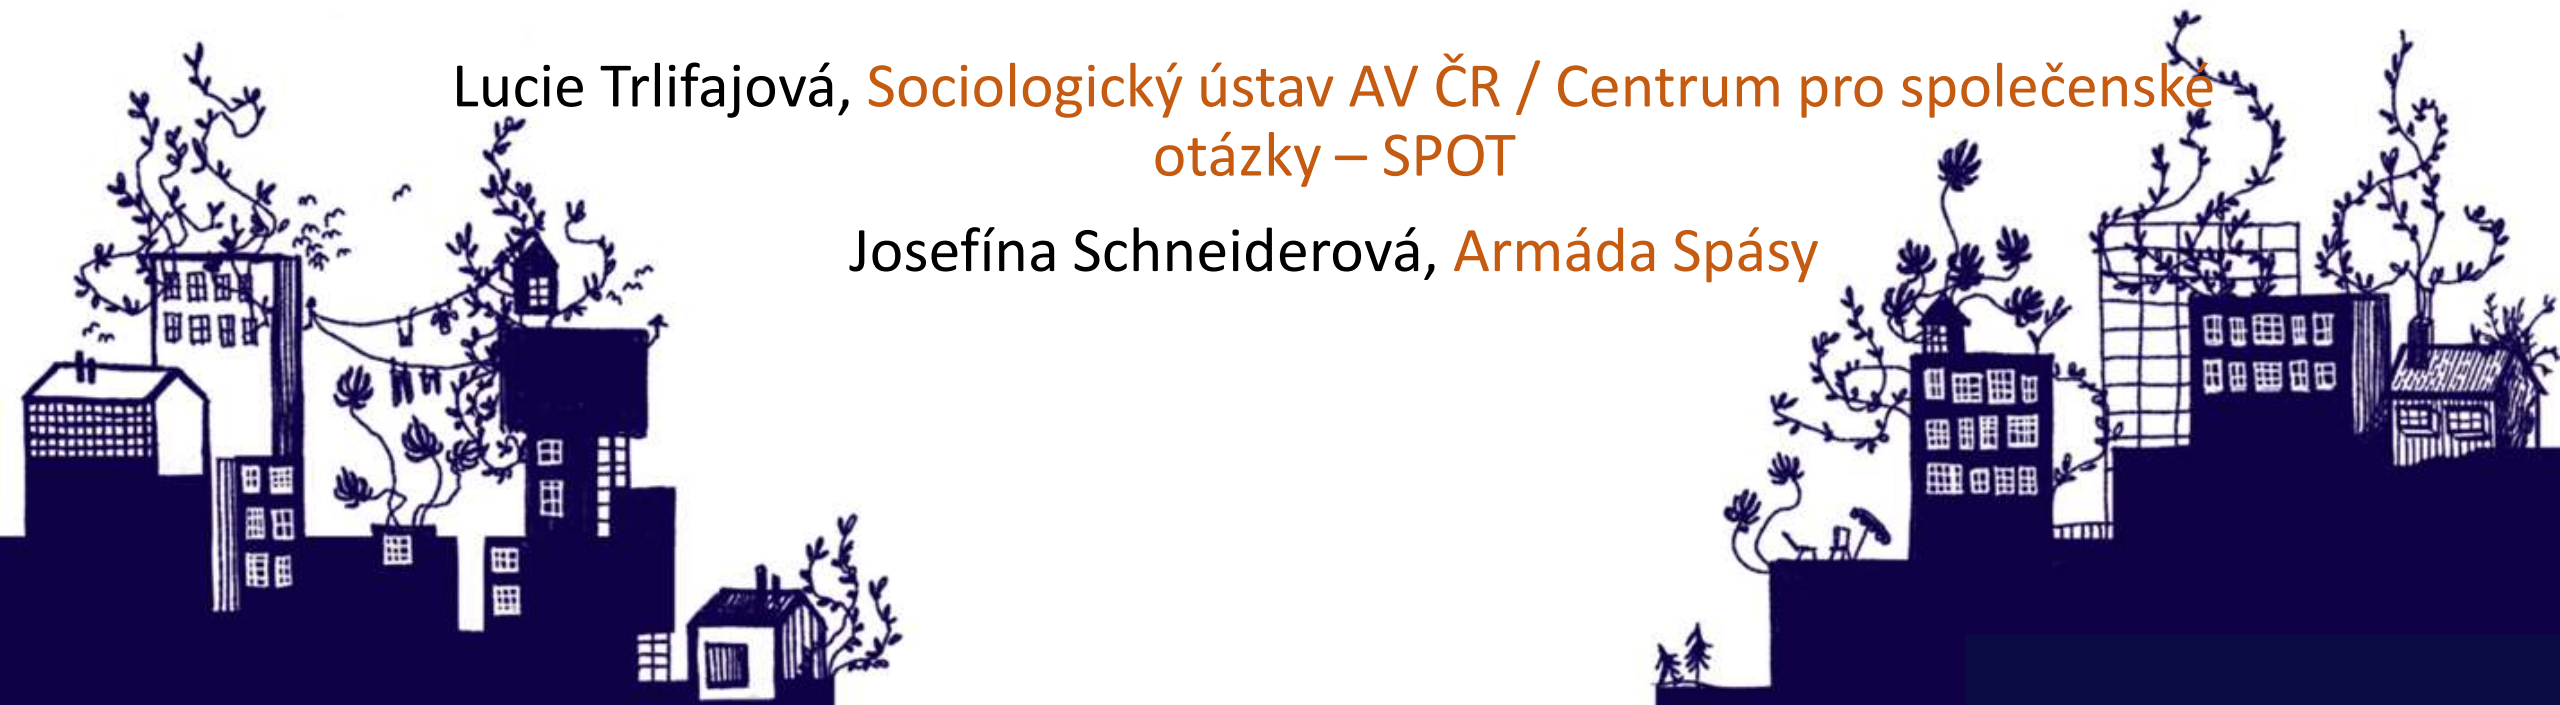 Lucie Trlifajová, Sociologický ústav AV ČR / Centrum pro společenské
otázky – SPOT
Josefína Schneiderová, Armáda Spásy